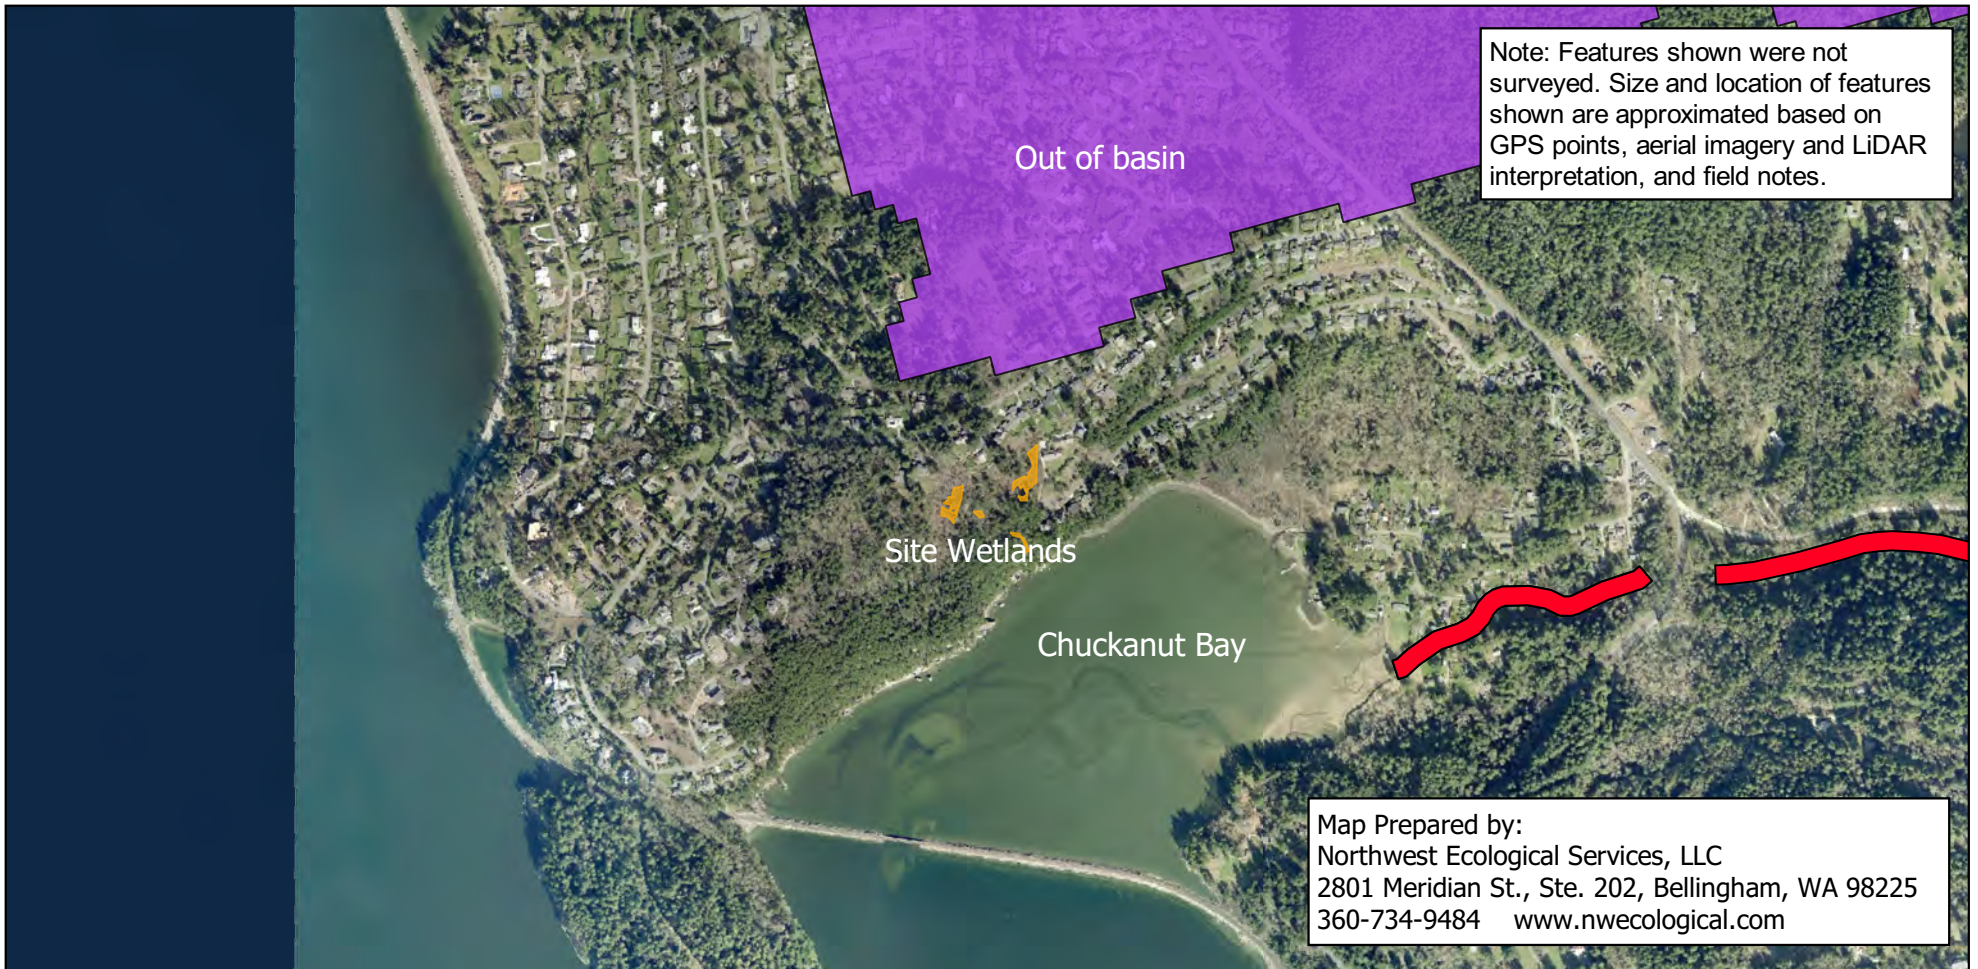 Note: Features shown were not
surveyed. Size and location of features
shown are approximated based on
GPS points, aerial imagery and LiDAR
interpretation, and field notes.
Out of basin
Site Wetlands
Chuckanut Bay
Map Prepared by:
Northwest Ecological Services, LLC
2801 Meridian St., Ste. 202, Bellingham, WA 98225
360-734-9484 www.nwecological.com